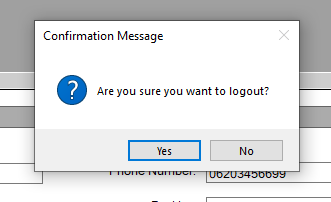 Confirmation Message
Are you sure you want to logout?
Yes
No
Phone Number:
06203456699